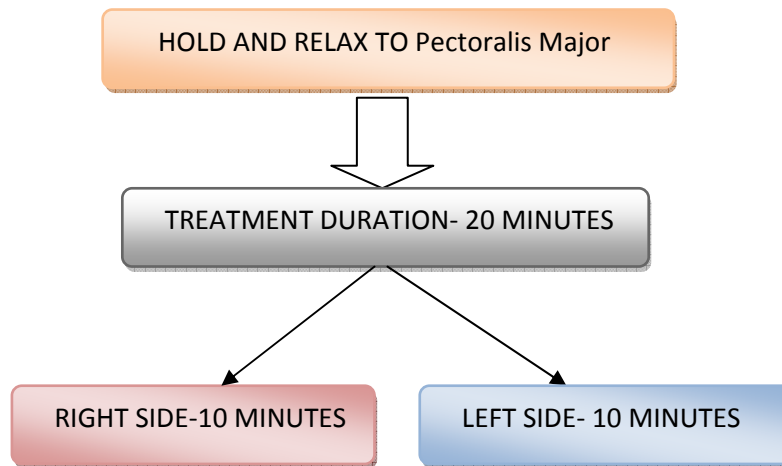 HOLD AND RELAX TO Pectoralis Major
TREATMENT DURATION- 20 MINUTES
RIGHT SIDE-10 MINUTES
LEFT SIDE- 10 MINUTES